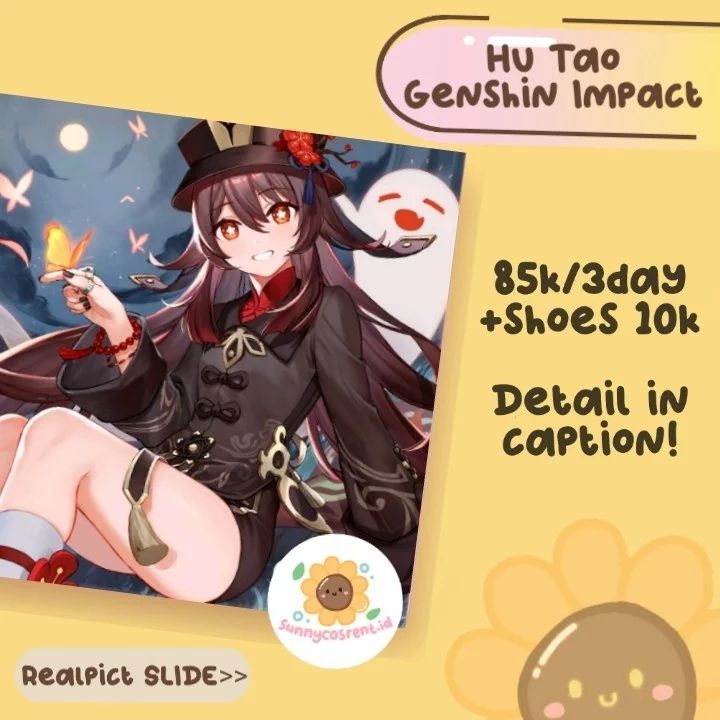 Hu Tao
Genshin Impact
85k/3day
+Shoes 10k
Detail in
caption!
sunnycosrent.id
RealPict SLIDE>>